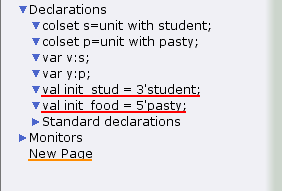 Declarations
colset s=unit with student;
colset p=unit with pasty;
var v:s;
var y:p;
val init_stud = 3'student;
val init_food = 5'pasty;
Standard declarations
Monitors
New Page